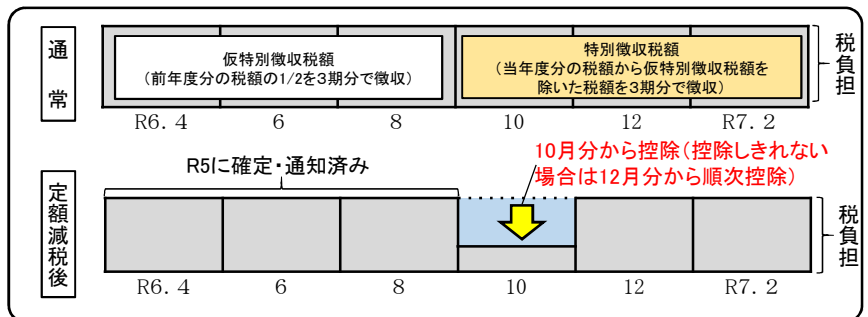 通常
仮特別徴収税額
(前年度分の税額の1/2を3期分で徴収)
特別徴収税額
(当年度分の税額から仮特別徴収税額を
除いた税額を3期分で徴収)
税負担
R6.4 6 8 10 12 R7.2
R5に確定・通知済み
10月分から控除(控除しきれない
場合は12月分から順次控除)
定額減税後
税負担
R6.4 6 8 10 12 R7.2